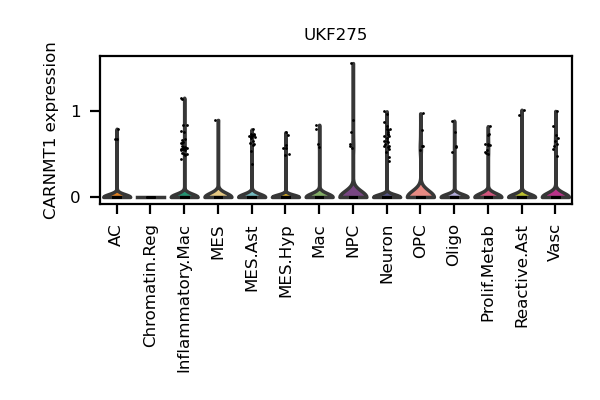 UKF275
CARNMT1 expression
1
0
AC
Chromatin.Reg
Inflammatory.Mac
MES
MES.Ast
MES.Hyp
Mac
NPC
Neuron
OPC
Oligo
Prolif.Metab
Reactive.Ast
Vasc